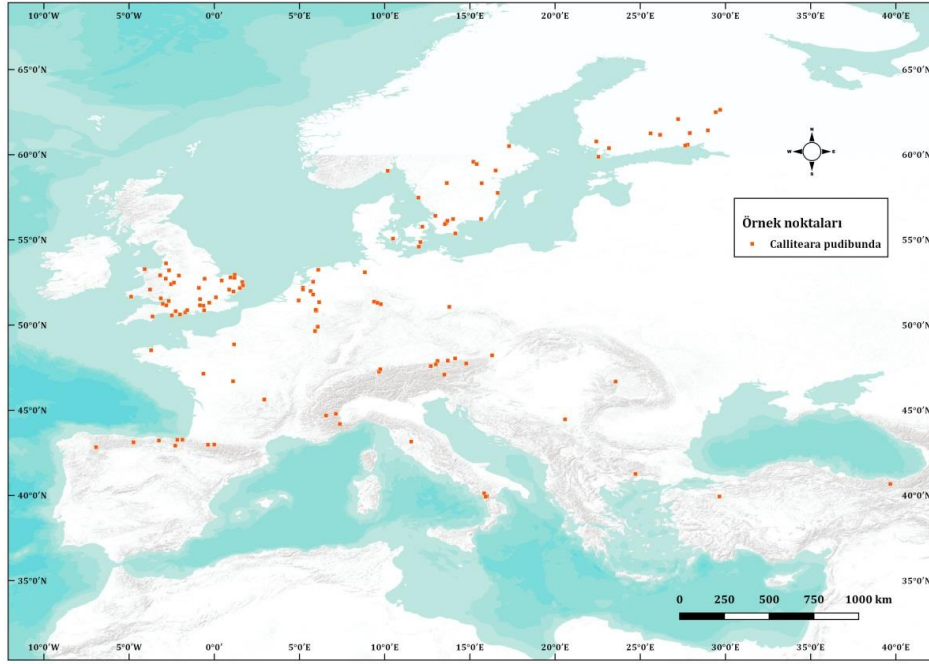 10°0'W 5°0'W 0°0' 5°0'E 10°0'E 15°0'E 20°0'E 25°0'E 30°0'E 35°0'E 40°0'E
65°0'N 65°0'N
60°0'N 60°0'N
N
W E
S
Örnek noktaları
Calliteara pudibunda
55°0'N 55°0'N
50°0'N 50°0'N
45°0'N 45°0'N
40°0'N 40°0'N
35°0'N 35°0'N
0 250 500 750 1000 km
10°0'W 5°0'W 0°0' 5°0'E 10°0'E 15°0'E 20°0'E 25°0'E 30°0'E 35°0'E 40°0'E